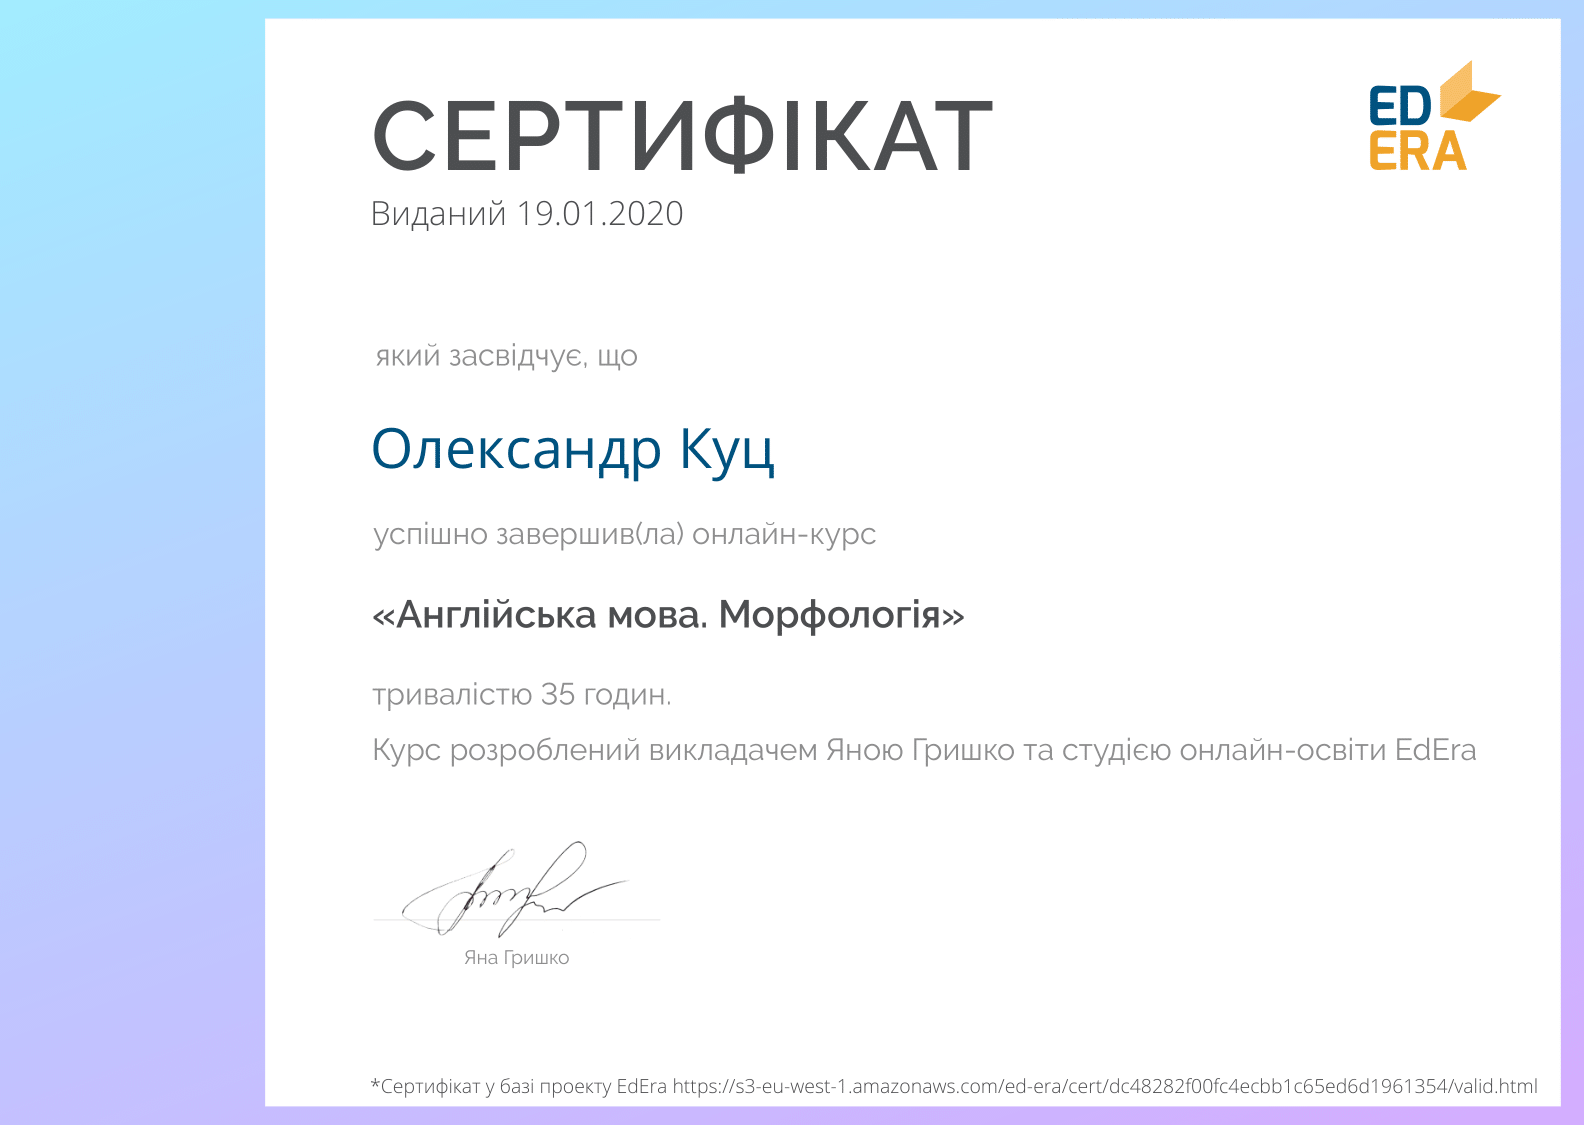 СЕРТИФІКАТ
Виданий 19.01.2020
ED
ERA
який засвідчує, що
Олександр Куц
успішно завершив(ла) онлайн-курс
«Англійська мова. Морфологія»
тривалістю 35 годин.
Курс розроблений викладачем Яною Гришко та студією онлайн-освіти EdEra
Яна Гришко
*Сертифікат у базі проекту EdEra https://s3-eu-west-1.amazonaws.com/ed-era/cert/dc48282f00fc4ecbb1c65ed6d1961354/valid.html